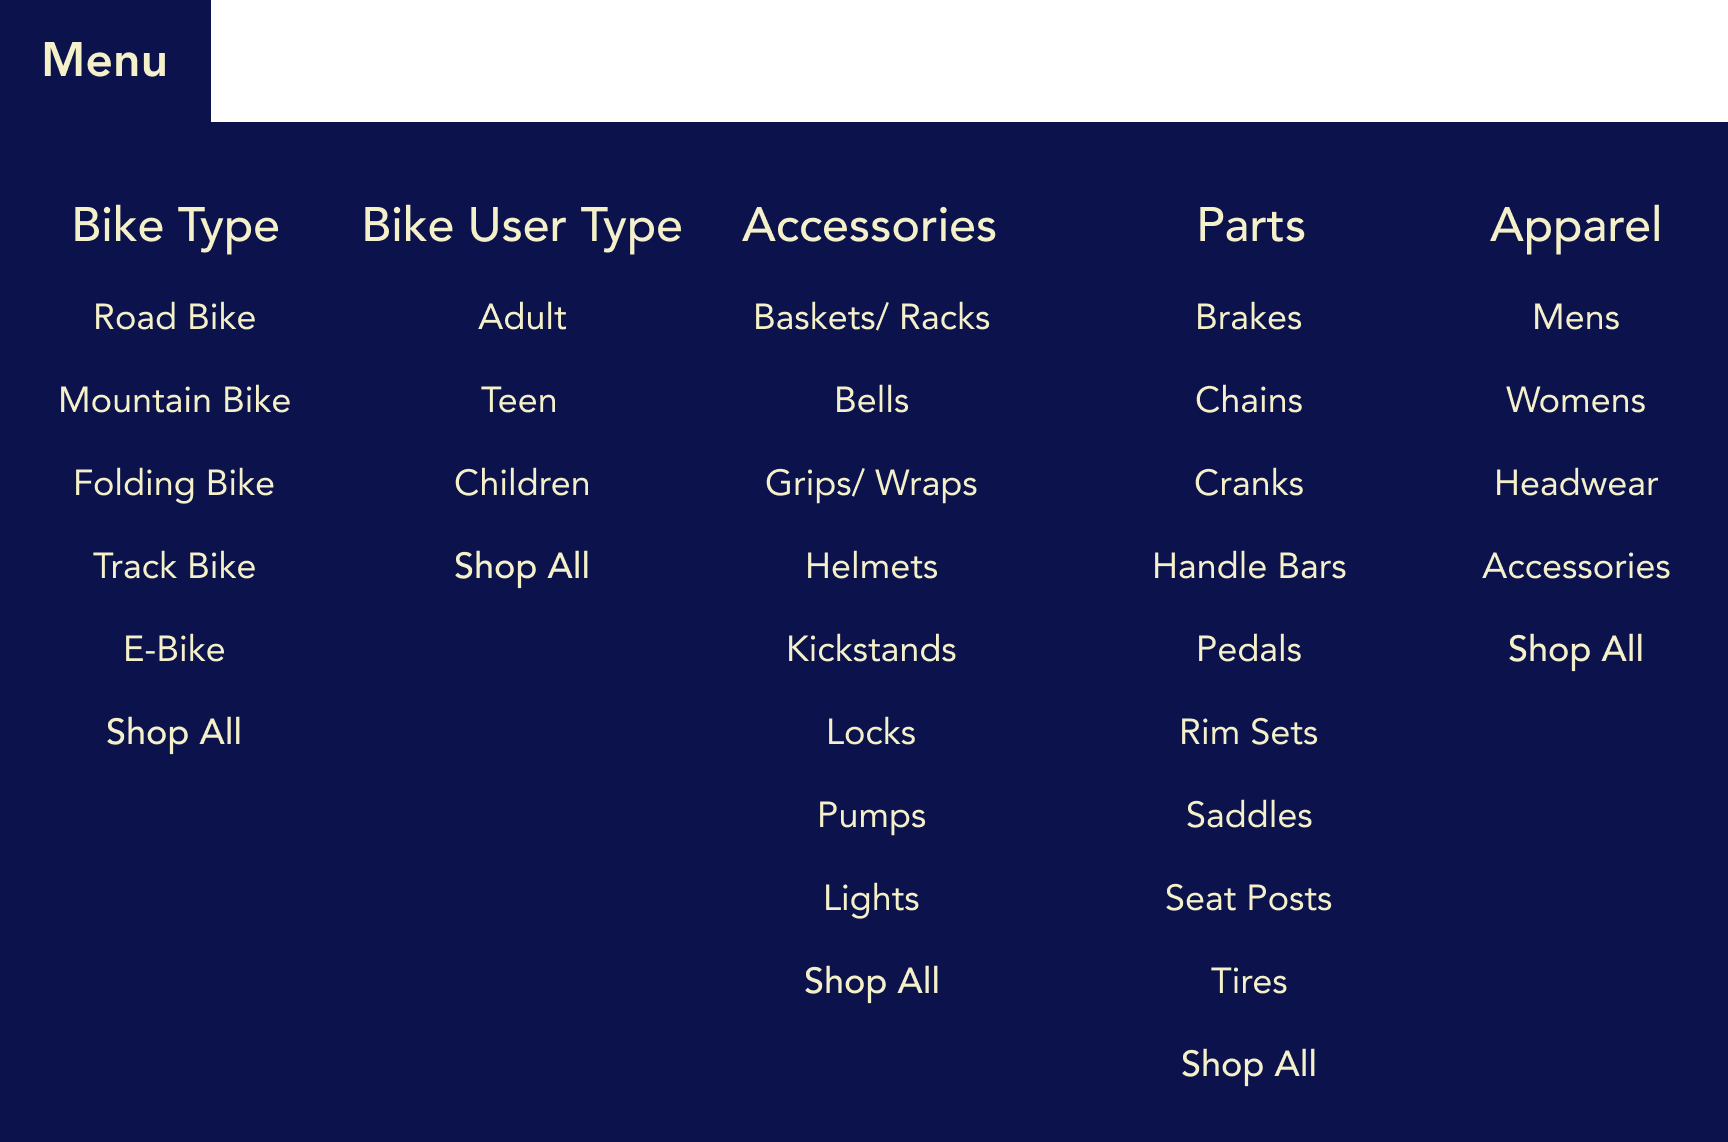 Menu
Bike Type
Road Bike
Mountain Bike
Folding Bike
Track Bike
E-Bike
Shop All
Bike User Type
Adult
Teen
Children
Shop All
Accessories
Baskets/ Racks
Bells
Grips/ Wraps
Helmets
Kickstands
Locks
Pumps
Lights
Shop All
Parts
Brakes
Chains
Cranks
Handle Bars
Pedals
Rim Sets
Saddles
Seat Posts
Tires
Shop All
Apparel
Mens
Womens
Headwear
Accessories
Shop All